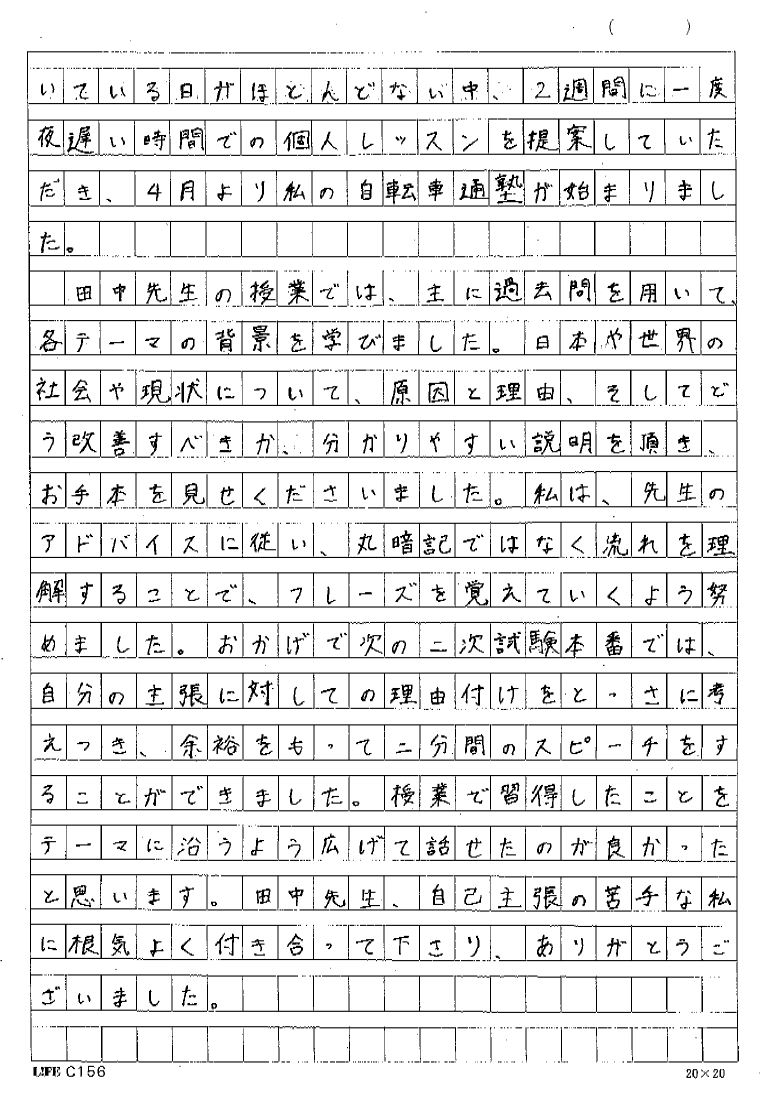 (　　　)
いている日がほとんどない中、2週間に一度
夜遅い時間での個人レッスンを提案していた
だき、4月より私の自転車通塾が始まりまし
た。
田中先生の授業では、主に過去問を用いて、
各テーマの背景を学びました。日本や世界の
社会や現状について、原因と理由、そしてど
う改善すべきか、分かりやすい説明を頂き、
お手本を見せくださいました。私は、先生の
アドバイスに従い、丸暗記ではなく流れを理
解することで、フレーズを覚えていくよう努
めました。おかげで次の二次試験本番では、
自分の主張に対しての理由付けをとっさに考
えつき、余裕をもって二分間のスピーチをす
ることができました。授業で習得したことを
テーマに沿うよう広げて話せたのが良かった
と思います。田中先生、自己主張の苦手な私
に根気よく付き合って下さり、ありがとうご
ざいました。
LIFE C156
20×20